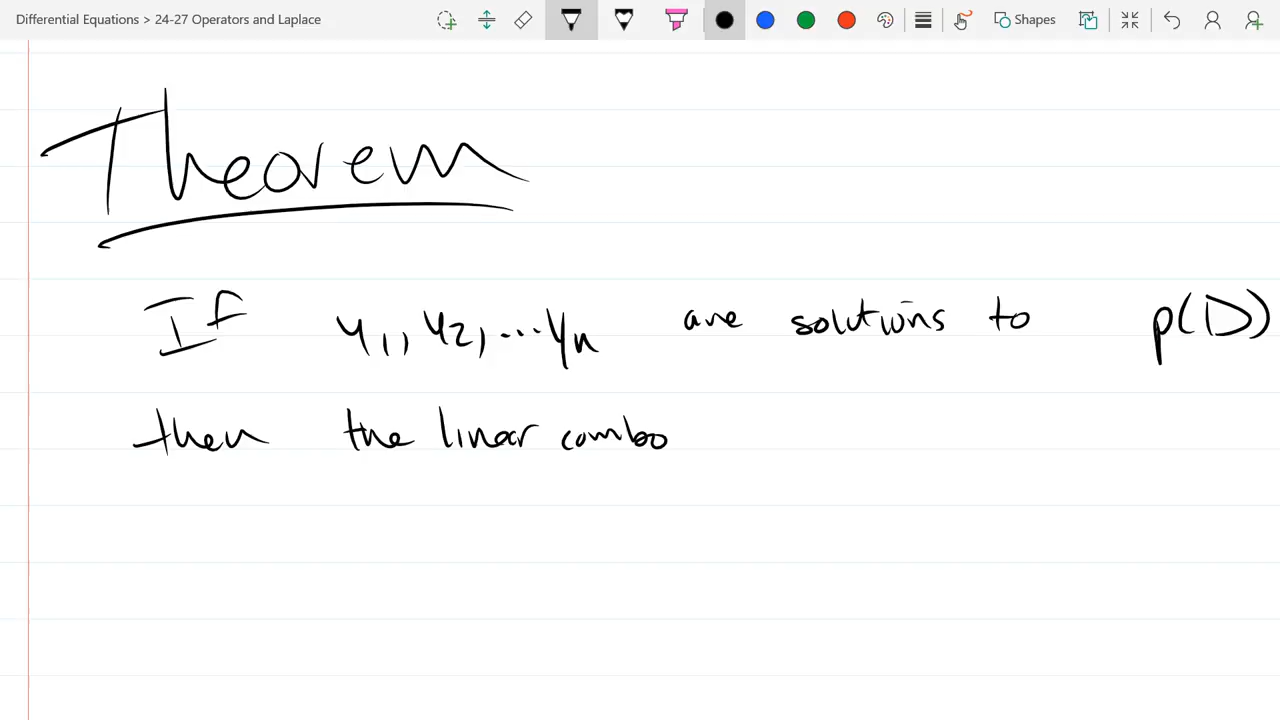 Differential Equations > 24-27 Operators and Laplace
Shapes
Theorem
If y1, y2, ... yn are solutions to p(D)
then the linear combo